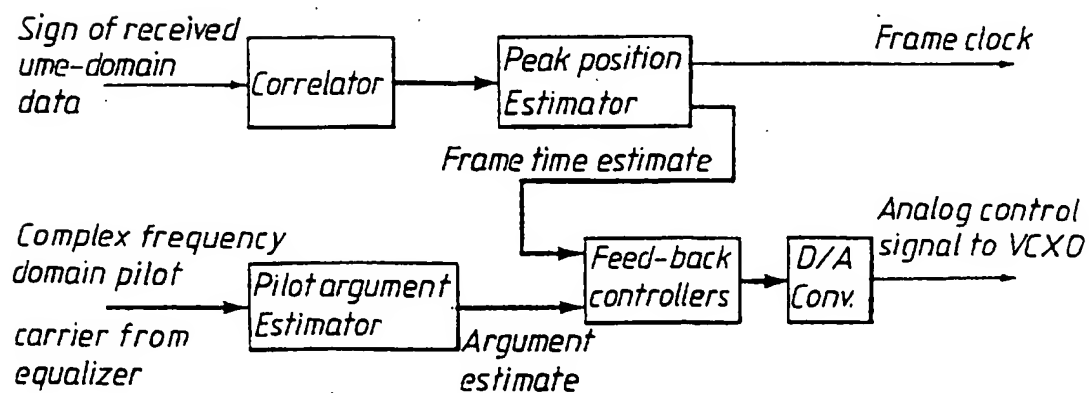 Sign of received
ume-domain
data
Correlator
Peak position
Estimator
Frame clock
Frame time estimate
Complex frequency
domain pilot
carrier from
equalizer
Pilot argument
Estimator
Argument
estimate
Feed-back
controllers
D/A
Conv.
Analog control
signal to VCXO